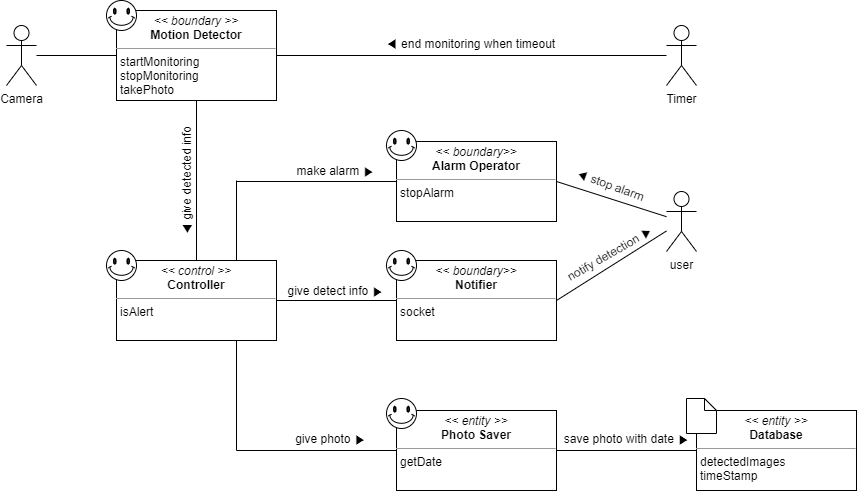 << boundary >>
Motion Detector
startMonitoring
stopMonitoring
takePhoto
Camera
end monitoring when timeout
Timer
give detected info
make alarm
<< boundary>>
Alarm Operator
stopAlarm
stop alarm
user
notify detection
<< control >>
Controller
isAlert
give detect info
<< boundary>>
Notifier
socket
give photo
<< entity >>
Photo Saver
getDate
save photo with date
<< entity >>
Database
detectedImages
timeStamp